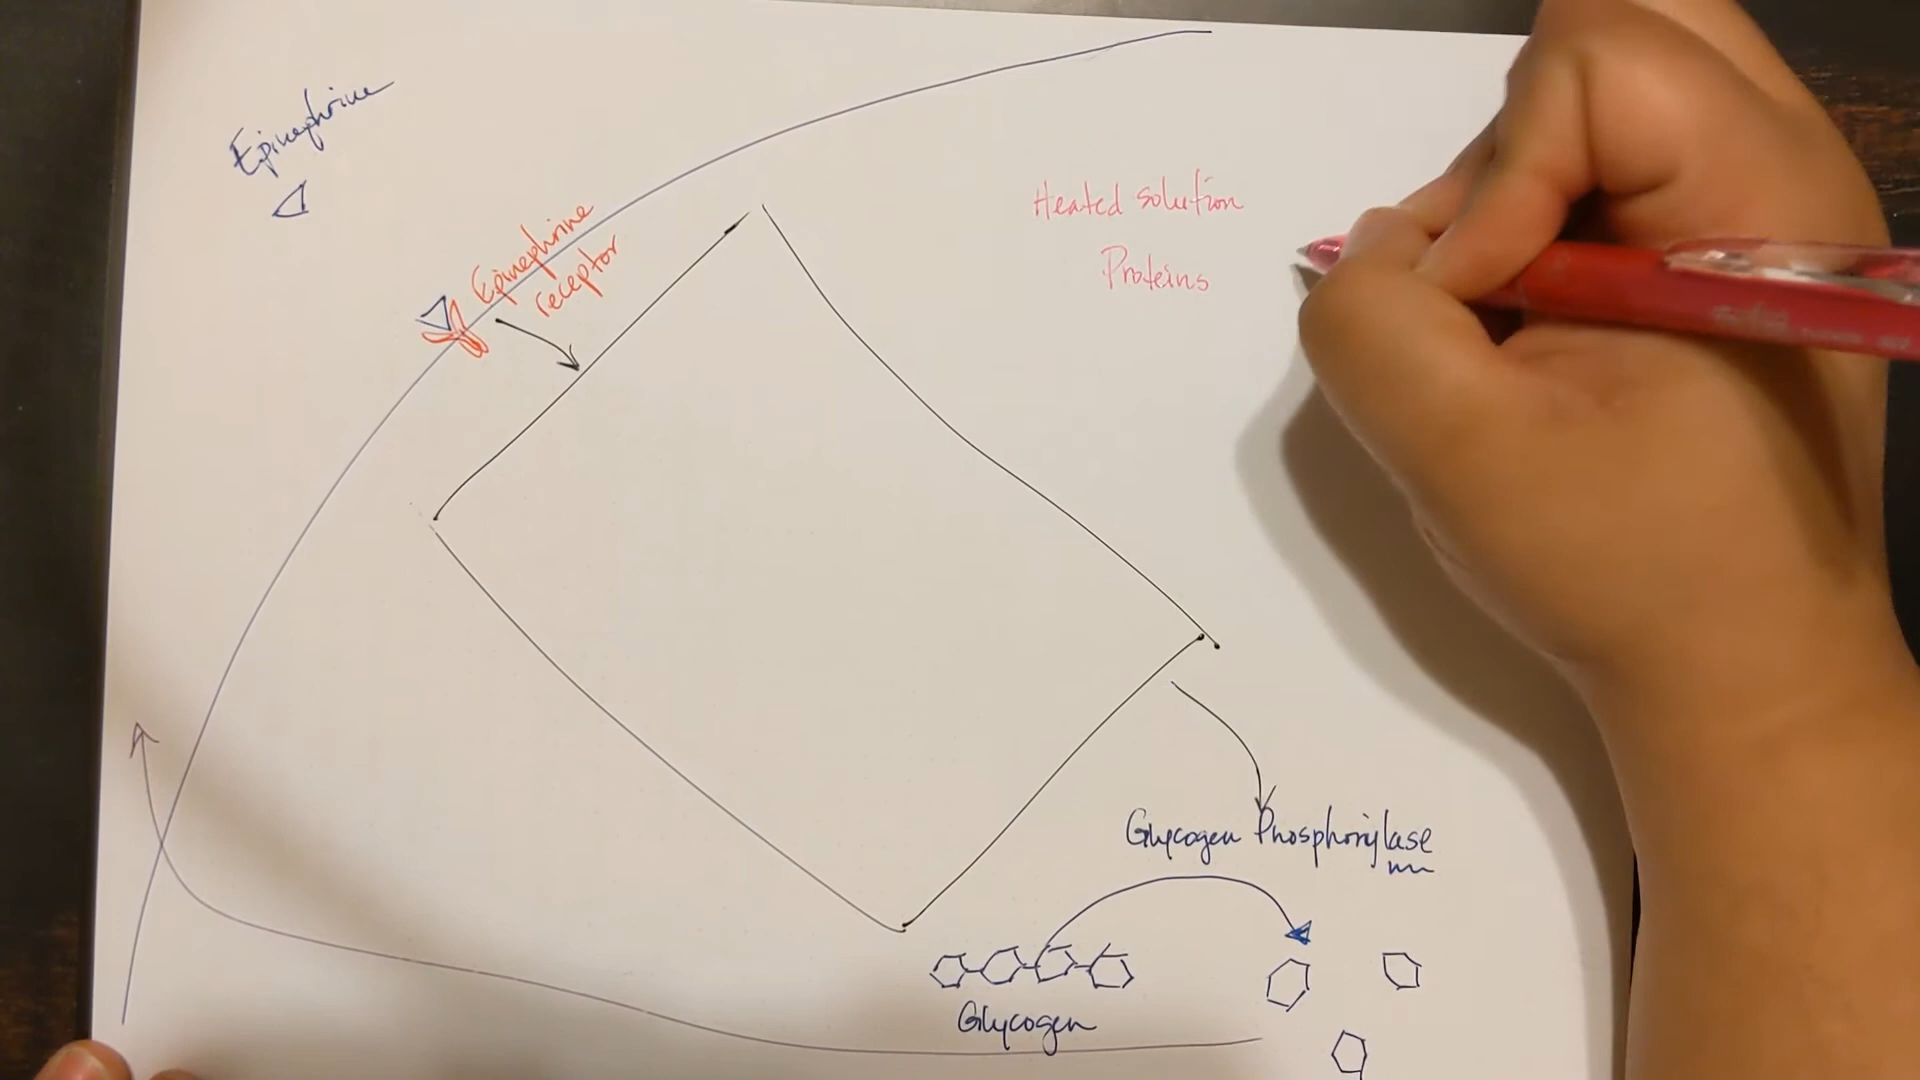 Epinephrine
Epinephrine
receptor
Heated solution
Proteins
Glycogen Phosphorylase
Glycogen